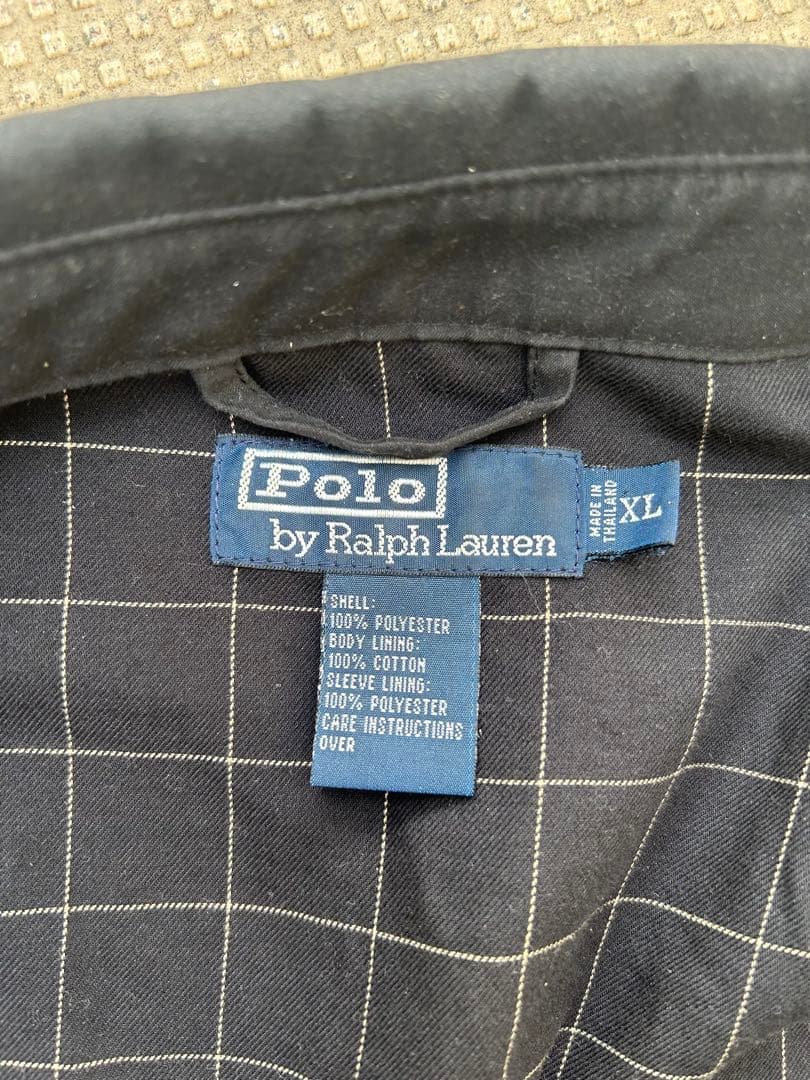 Polo
by Ralph Lauren
MADE IN
THAILAND
XL
SHELL:
100% POLYESTER
BODY LINING:
100% COTTON
SLEEVE LINING:
100% POLYESTER
CARE INSTRUCTIONS
OVER